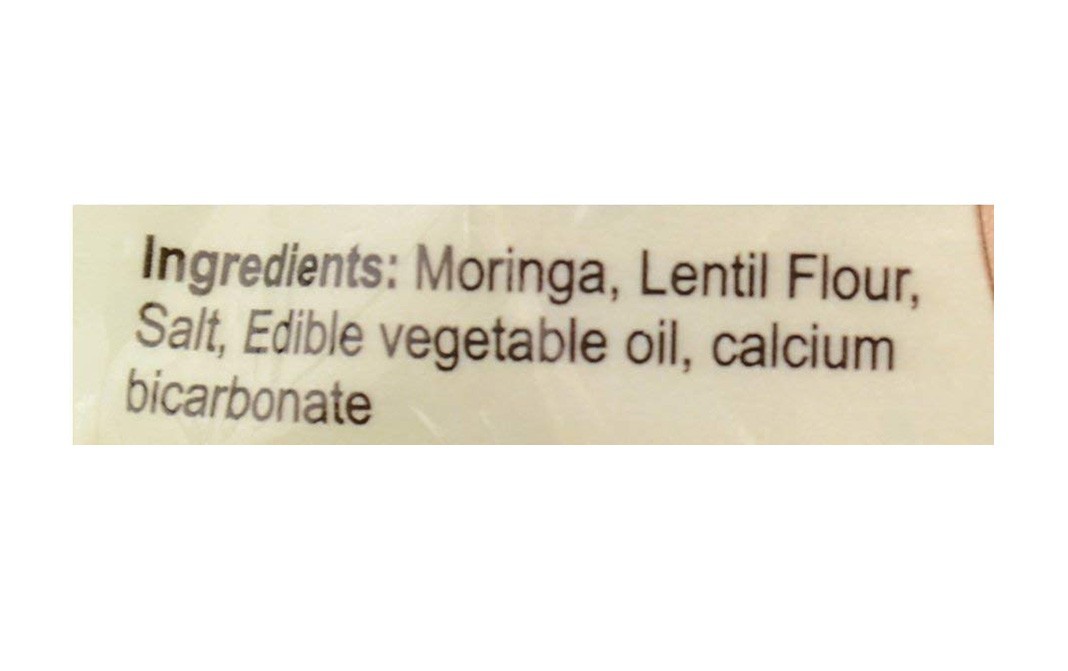 Ingredients: Moringa, Lentil Flour,
Salt, Edible vegetable oil, calcium
bicarbonate